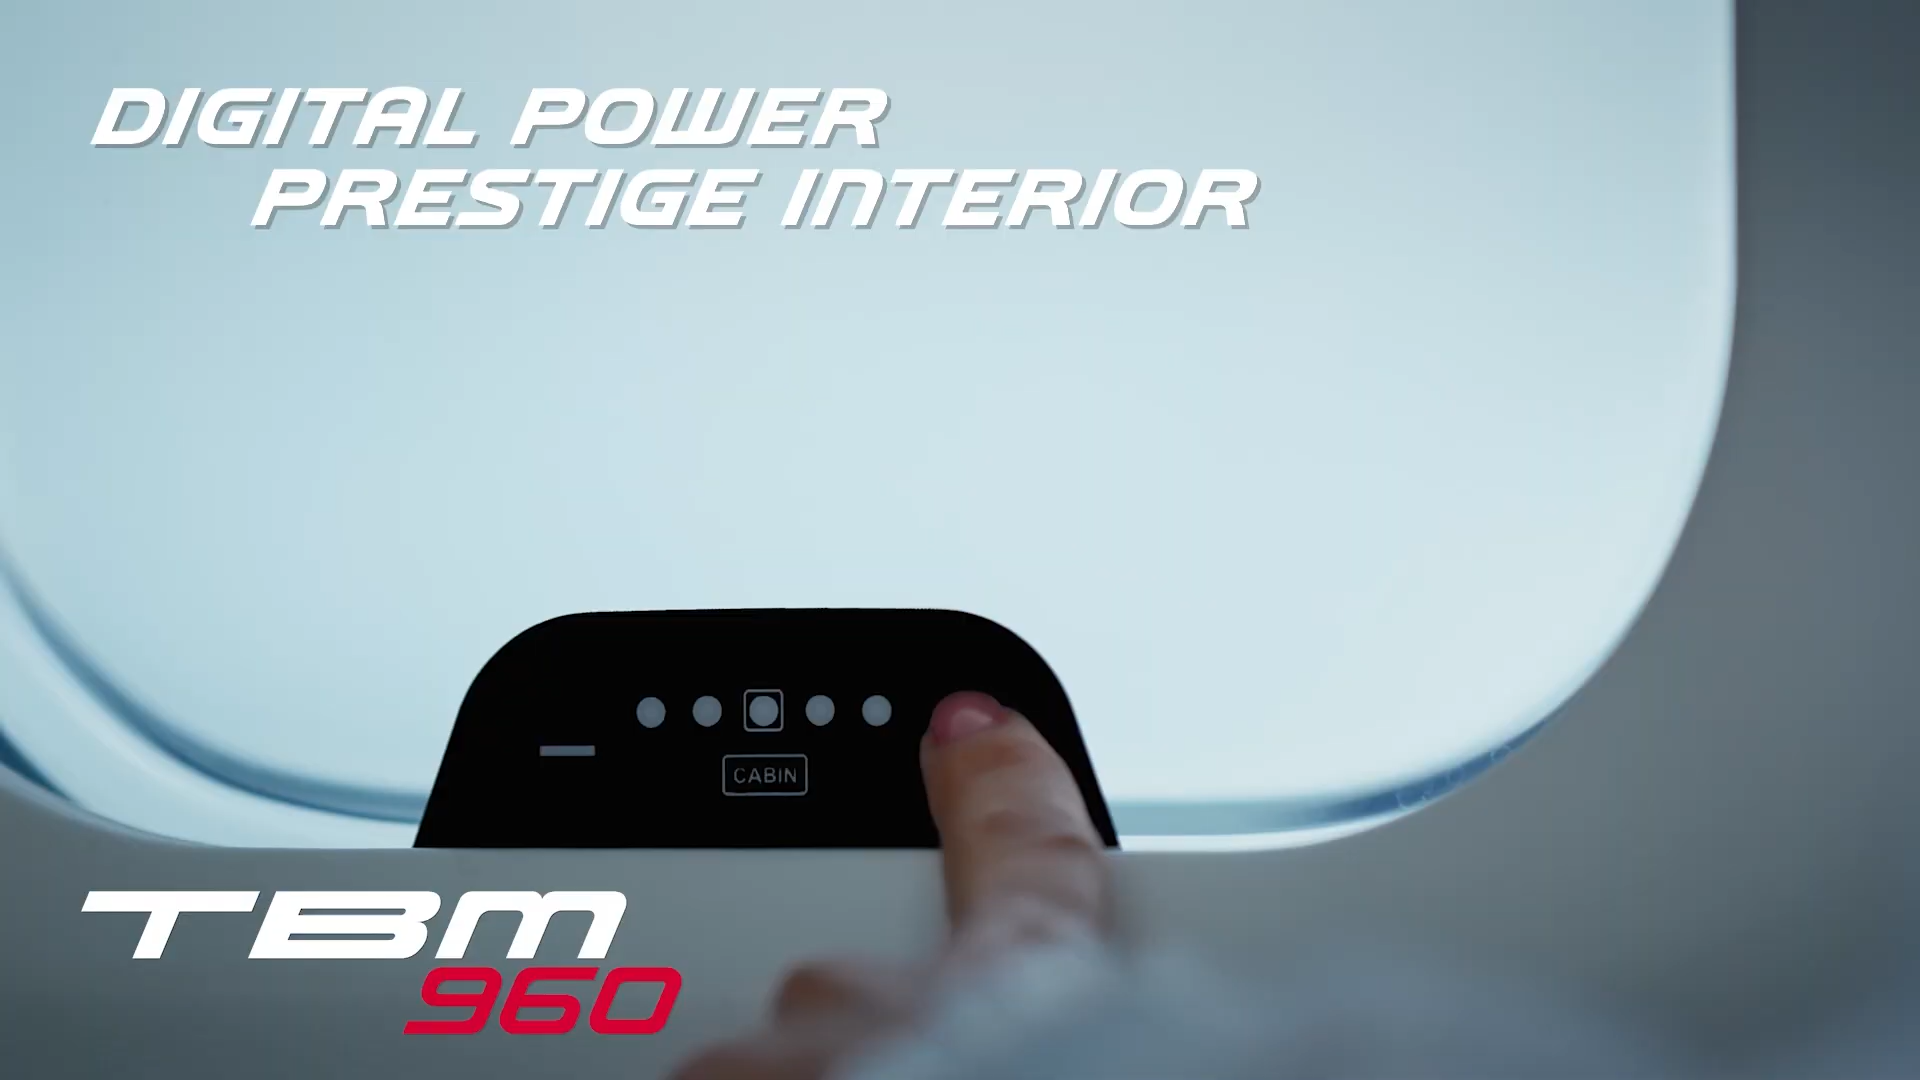 DIGITAL POWER
PRESTIGE INTERIOR
CABIN
TBM
960